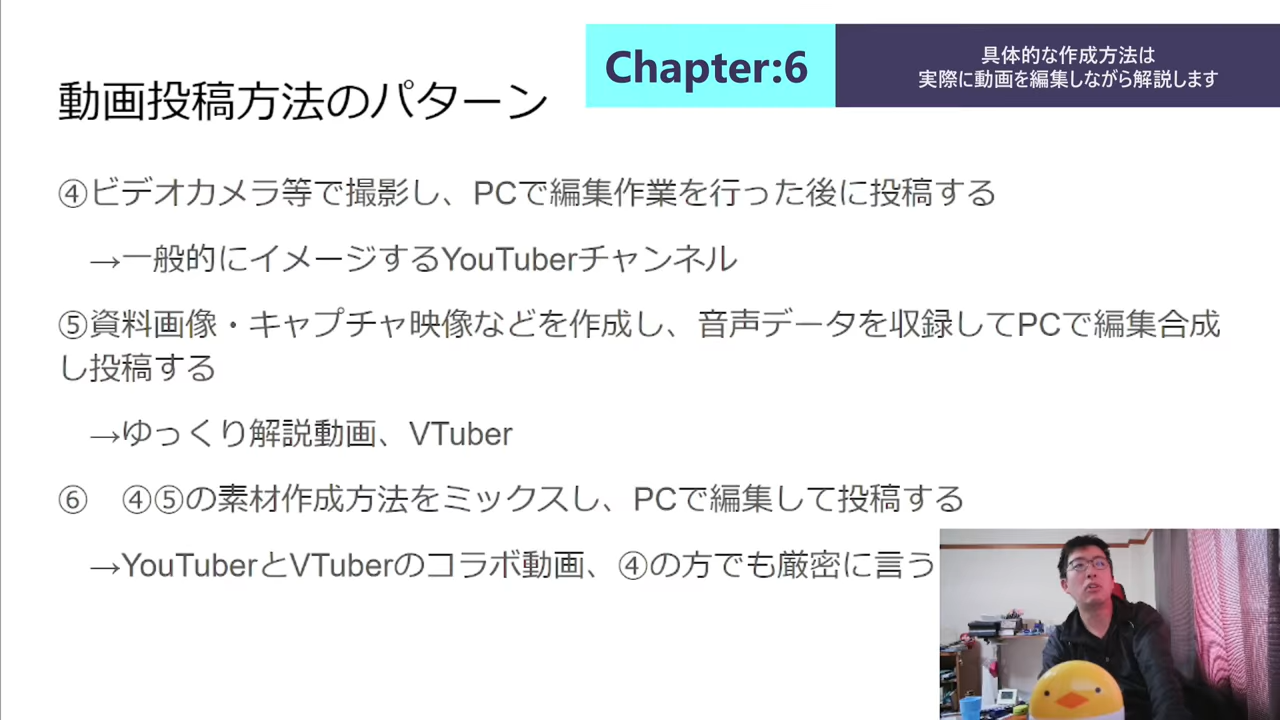 Chapter:6
具体的な作成方法は
実際に動画を編集しながら解説します
動画投稿方法のパターン
④ビデオカメラ等で撮影し、PCで編集作業を行った後に投稿する
→一般的にイメージするYouTuberチャンネル
⑤資料画像・キャプチャ映像などを作成し、音声データを収録してPCで編集合成
し投稿する
→ゆっくり解説動画、VTuber
⑥　④⑤の素材作成方法をミックスし、PCで編集して投稿する
→YouTuberとVTuberのコラボ動画、④の方でも厳密に言う